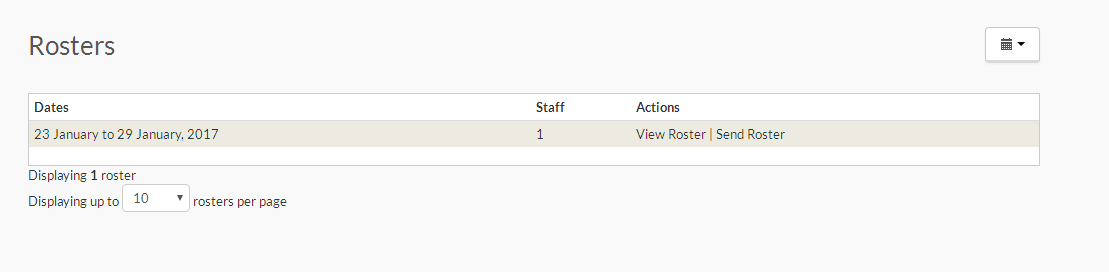 Rosters
Dates Staff Actions
23 January to 29 January, 2017 1 View Roster | Send Roster
Displaying 1 roster
Displaying up to 10 rosters per page